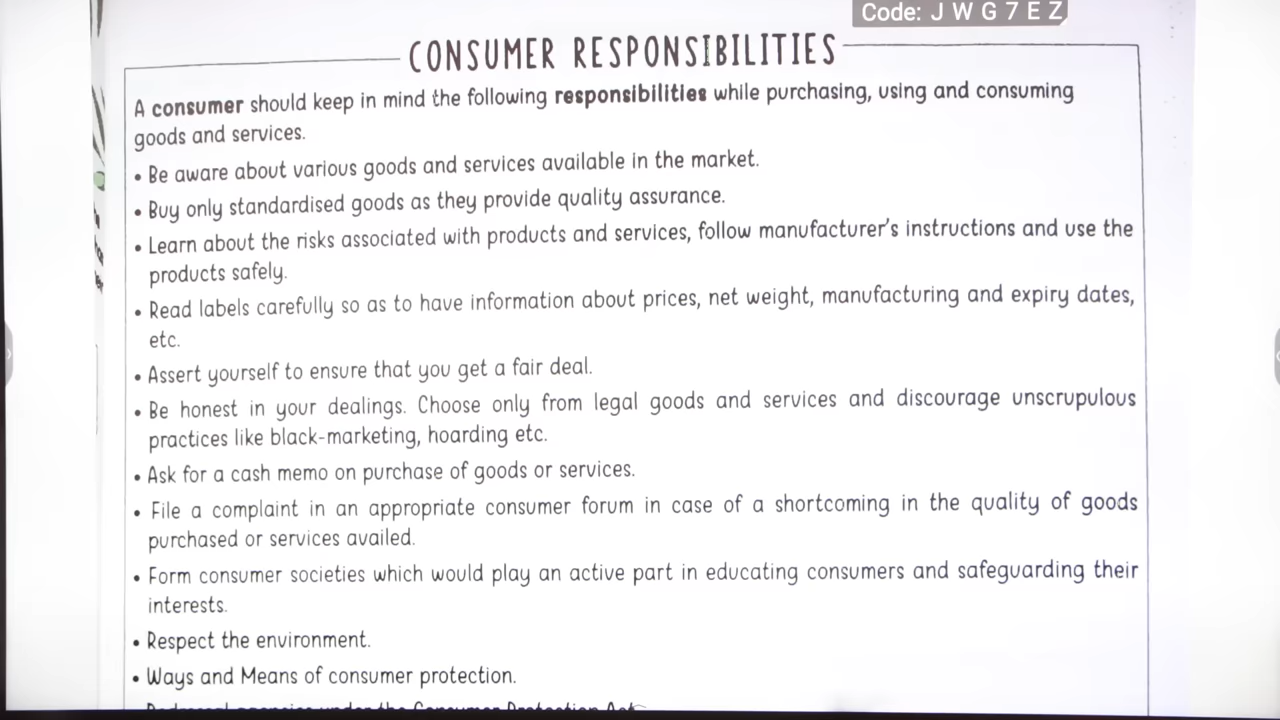 Code: J W G 7 E Z
CONSUMER RESPONSIBILITIES
A consumer should keep in mind the following responsibilities while purchasing, using and consuming
goods and services.
• Be aware about various goods and services available in the market.
• Buy only standardised goods as they provide quality assurance.
• Learn about the risks associated with products and services, follow manufacturer's instructions and use the
products safely.
• Read labels carefully so as to have information about prices, net weight, manufacturing and expiry dates,
etc.
• Assert yourself to ensure that you get a fair deal.
• Be honest in your dealings. Choose only from legal goods and services and discourage unscrupulous
practices like black-marketing, hoarding etc.
• Ask for a cash memo on purchase of goods or services.
• File a complaint in an appropriate consumer forum in case of a shortcoming in the quality of goods
purchased or services availed.
• Form consumer societies which would play an active part in educating consumers and safeguarding their
interests.
• Respect the environment.
• Ways and Means of consumer protection.
under the Consumer Protection Act